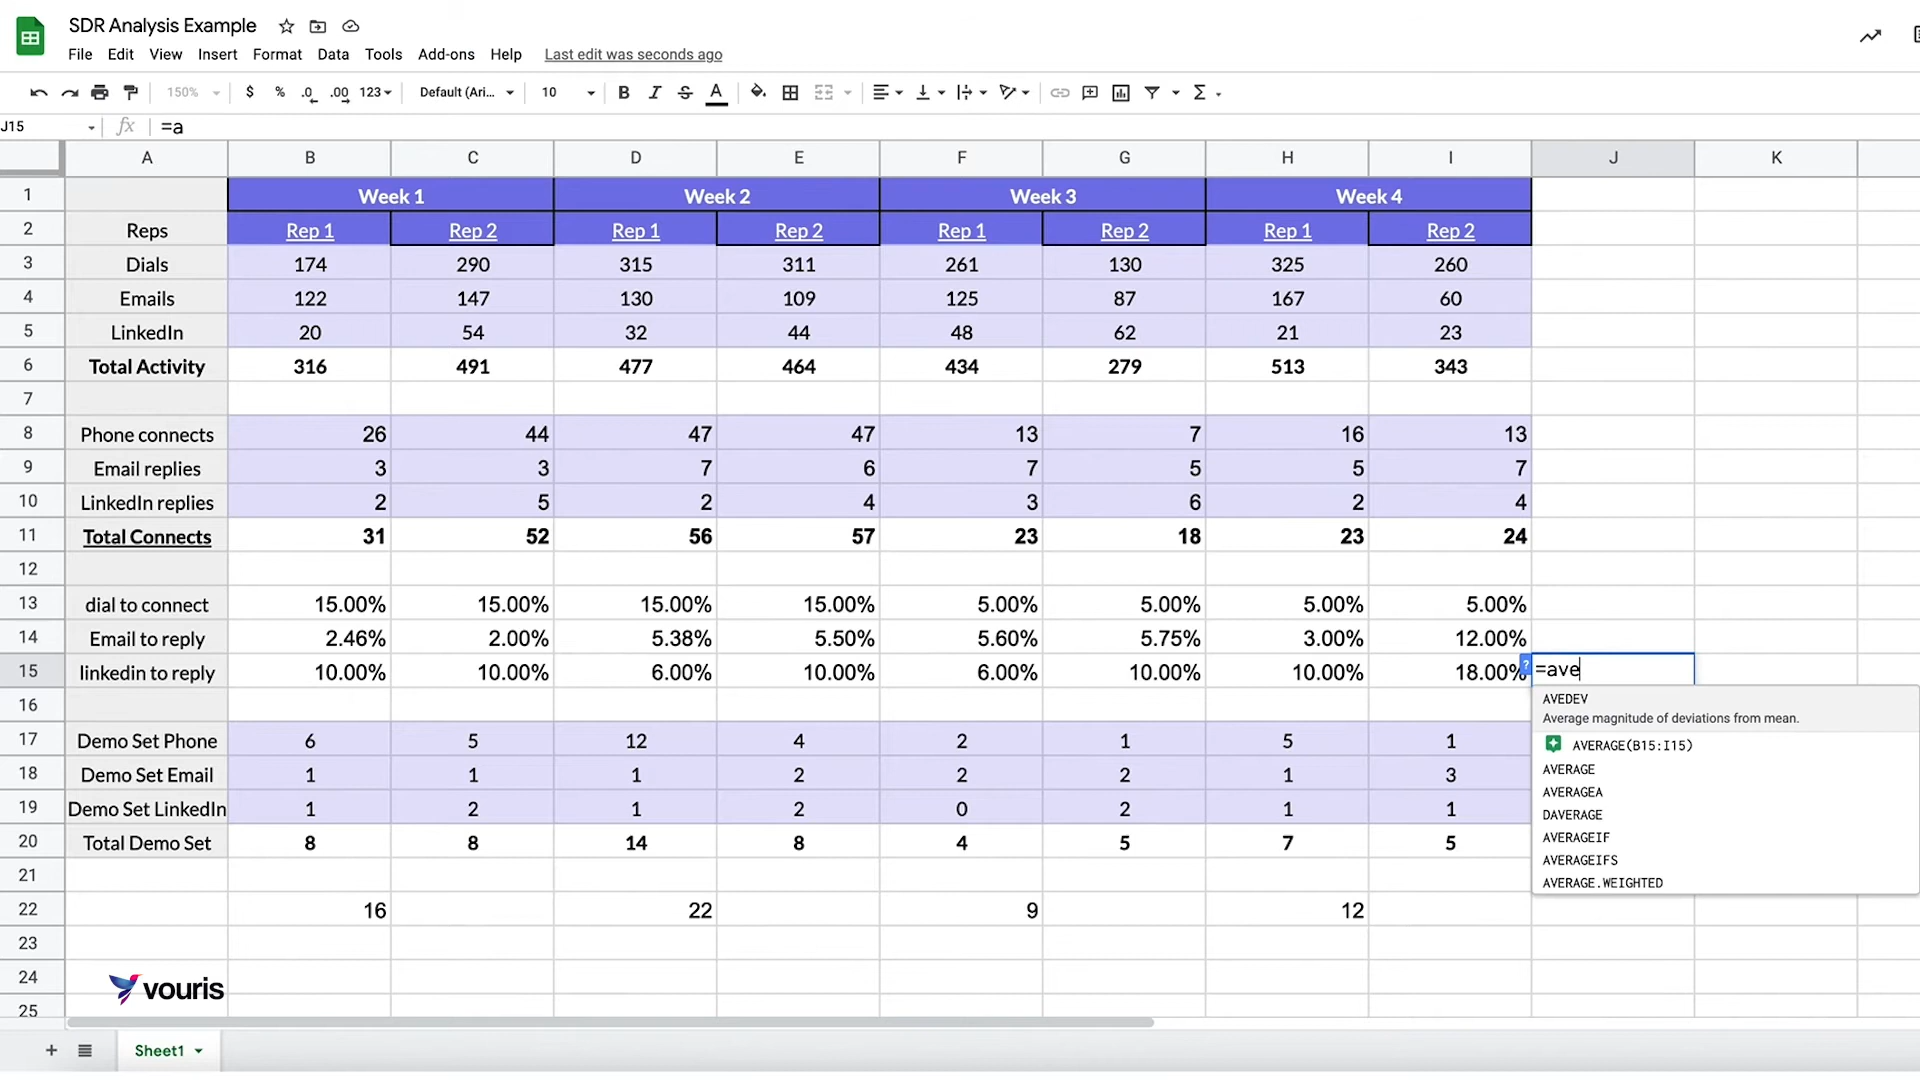 SDR Analysis Example
File Edit View Insert Format Data Tools Add-ons Help Last edit was seconds ago
150% $ % .0 .00 123 Default (Ari... 10 B I S A Σ
J15 fx =a
A B C D E F G H I J K
1 Week 1 Week 2 Week 3 Week 4
2 Reps Rep 1 Rep 2 Rep 1 Rep 2 Rep 1 Rep 2 Rep 1 Rep 2
3 Dials 174 290 315 311 261 130 325 260
4 Emails 122 147 130 109 125 87 167 60
5 LinkedIn 20 54 32 44 48 62 21 23
6 Total Activity 316 491 477 464 434 279 513 343
7
8 Phone connects 26 44 47 47 13 7 16 13
9 Email replies 3 3 7 6 7 5 5 7
10 LinkedIn replies 2 5 2 4 3 6 2 4
11 Total Connects 31 52 56 57 23 18 23 24
12
13 dial to connect 15.00% 15.00% 15.00% 15.00% 5.00% 5.00% 5.00% 5.00%
14 Email to reply 2.46% 2.00% 5.38% 5.50% 5.60% 5.75% 3.00% 12.00%
15 linkedin to reply 10.00% 10.00% 6.00% 10.00% 6.00% 10.00% 10.00% 18.00% ? =ave
AVEDEV
Average magnitude of deviations from mean.
AVERAGE(B15:I15)
AVERAGE
AVERAGEA
DAVERAGE
AVERAGEIF
AVERAGEIFS
AVERAGE.WEIGHTED
16
17 Demo Set Phone 6 5 12 4 2 1 5 1
18 Demo Set Email 1 1 1 2 2 2 1 3
19 Demo Set LinkedIn 1 2 1 2 0 2 1 1
20 Total Demo Set 8 8 14 8 4 5 7 5
21
22 16 22 9 12
23
24
vouris
25
+ Sheet1